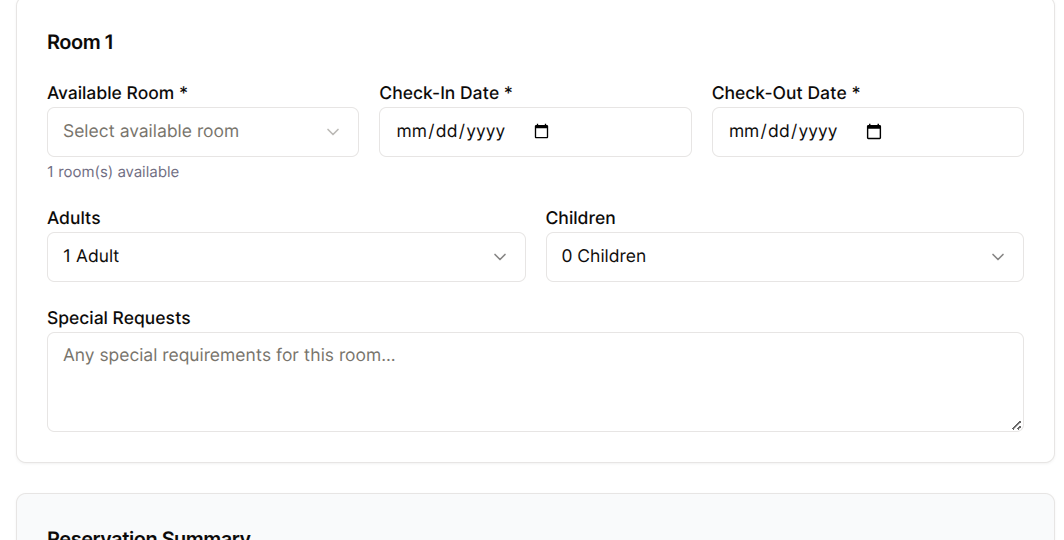 Room 1
Available Room * Check-In Date * Check-Out Date *
Select available room mm/dd/yyyy mm/dd/yyyy
1 room(s) available
Adults Children
1 Adult 0 Children
Special Requests
Any special requirements for this room...
Reservation Summary